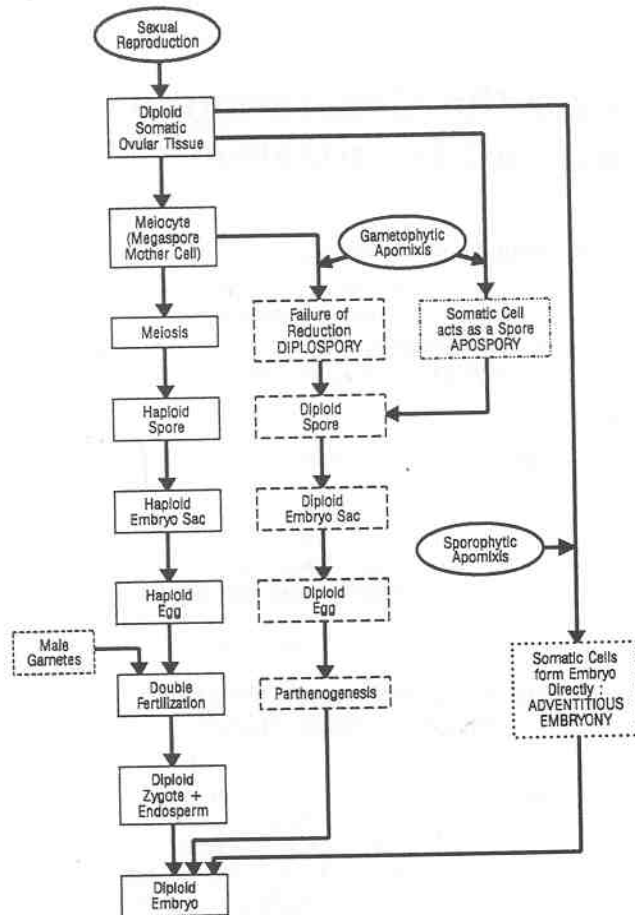 Sexual
Reproduction
Diploid
Somatic
Ovular Tissue
Meiocyte
(Megaspore
Mother Cell)
Gametophytic
Apomixis
Failure of
Reduction
DIPLOSPORY
Somatic Cell
acts as a Spore
APOSPORY
Meiosis
Haploid
Spore
Diploid
Spore
Haploid
Embryo Sac
Diploid
Embryo Sac
Sporophytic
Apomixis
Haploid
Egg
Diploid
Egg
Male
Gametes
Double
Fertilization
Parthenogenesis
Somatic Cells
form Embryo
Directly :
ADVENTITIOUS
EMBRYONY
Diploid
Zygote +
Endosperm
Diploid
Embryo